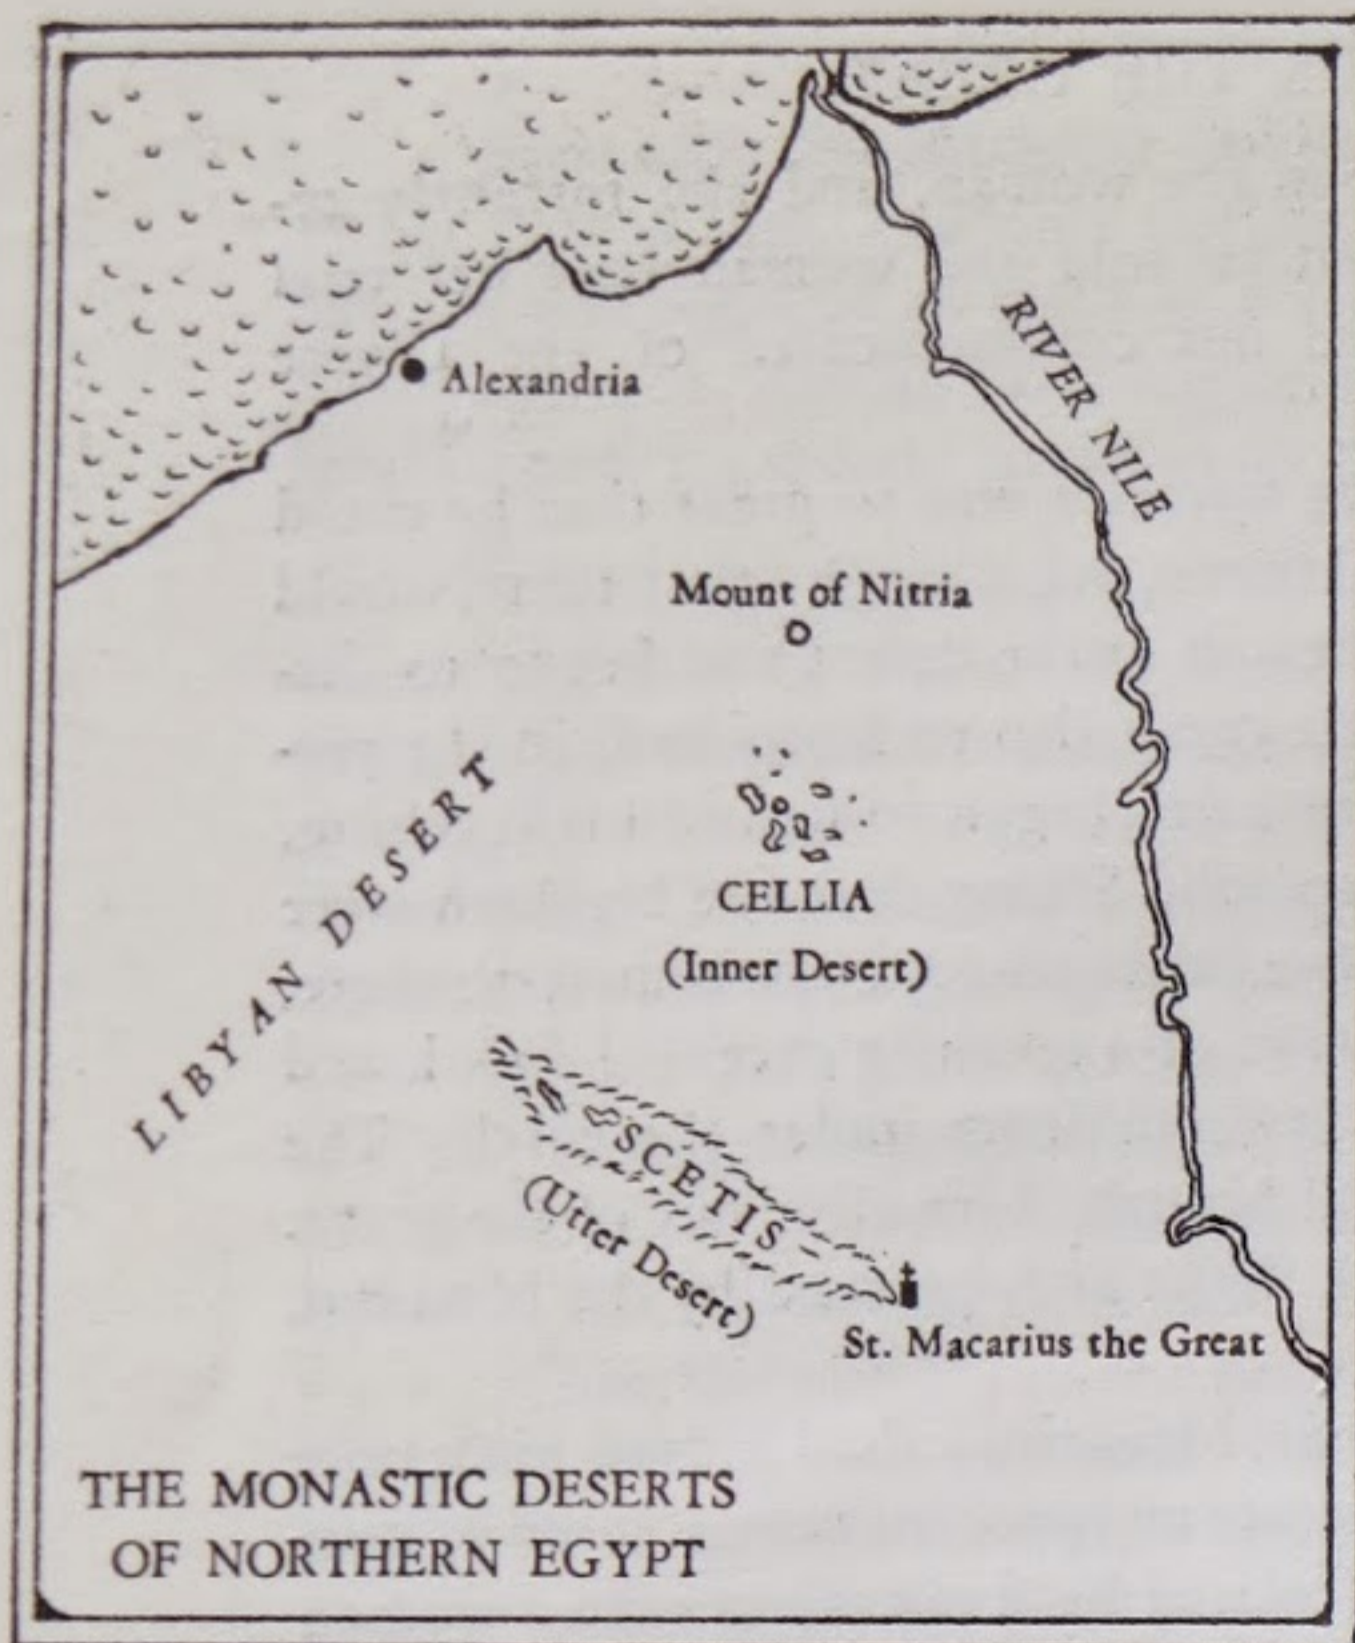 Alexandria
RIVER NILE
Mount of Nitria
LIBYAN DESERT
CELLIA
(Inner Desert)
SCETIS
(Utter Desert)
St. Macarius the Great
THE MONASTIC DESERTS
OF NORTHERN EGYPT